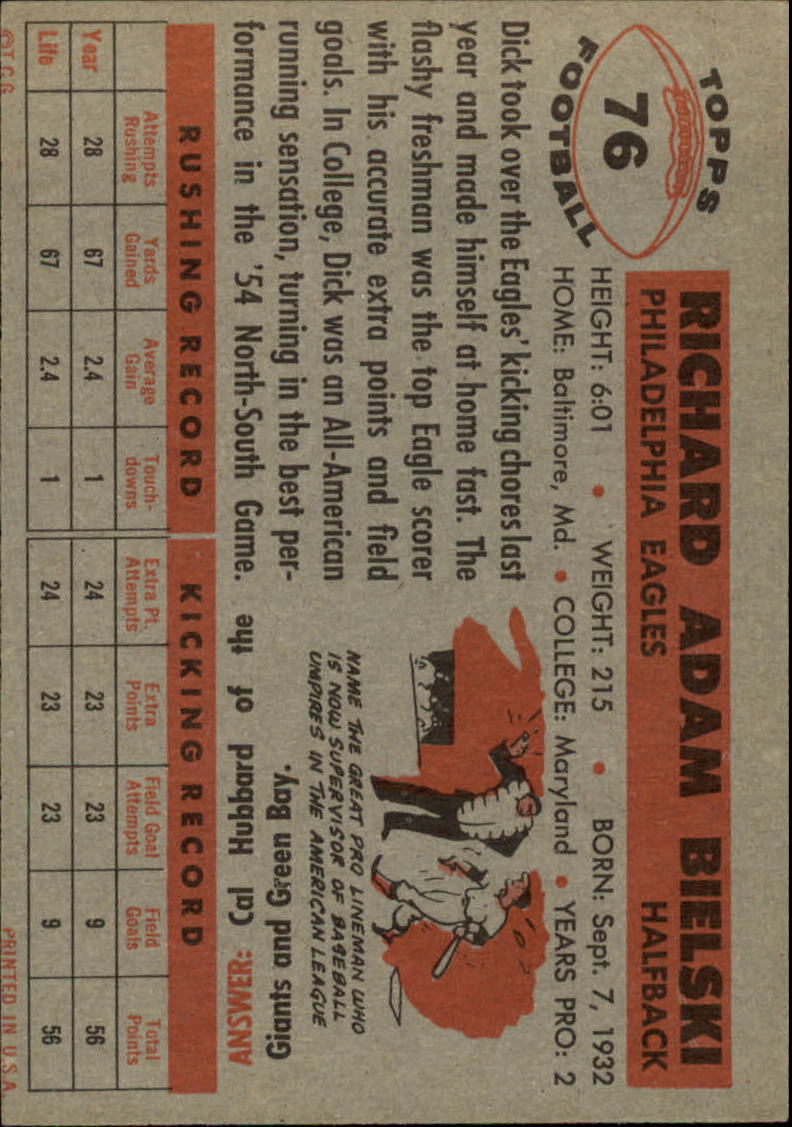 TOPPS
76
FOOTBALL
RICHARD ADAM BIELSKI
PHILADELPHIA EAGLES HALFBACK
HEIGHT: 6:01 • WEIGHT: 215 • BORN: Sept. 7, 1932
HOME: Baltimore, Md. • COLLEGE: Maryland • YEARS PRO: 2
Dick took over the Eagles' kicking chores last
year and made himself at home fast. The
flashy freshman was the top Eagle scorer
with his accurate extra points and field
goals. In College, Dick was an All-American
running sensation, turning in the best per-
formance in the '54 North-South Game.
NAME THE GREAT PRO LINEMAN WHO
IS NOW SUPERVISOR OF BASEBALL
UMPIRES IN THE AMERICAN LEAGUE
ANSWER: Cal Hubbard of the
Giants and Green Bay.
RUSHING RECORD KICKING RECORD
Attempts Rushing Yards Gained Average Gain Touch-downs Extra Pt. Attempts Extra Points Field Goal Attempts Field Goals Total Points
Year 28 67 2.4 1 24 23 23 9 56
Life 28 67 2.4 1 24 23 23 9 56
©T.C.G. PRINTED IN U.S.A.